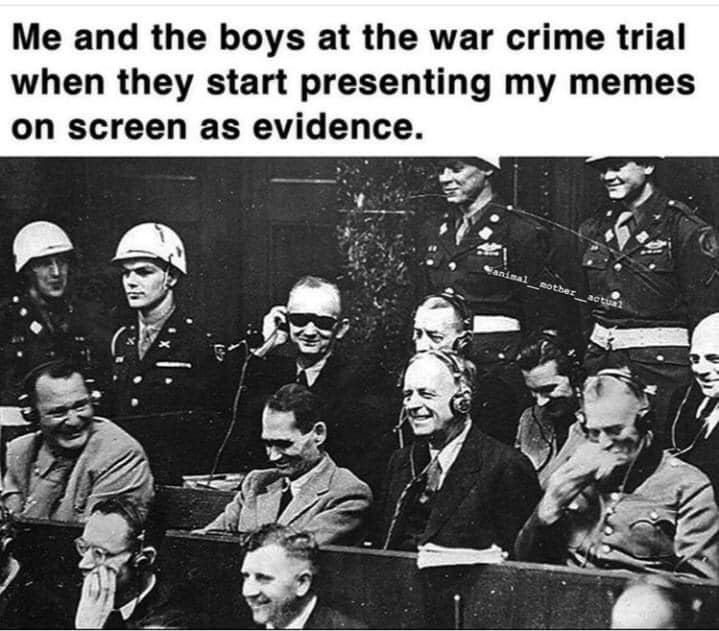 Me and the boys at the war crime trial
when they start presenting my memes
on screen as evidence.
@animal__mother__actual